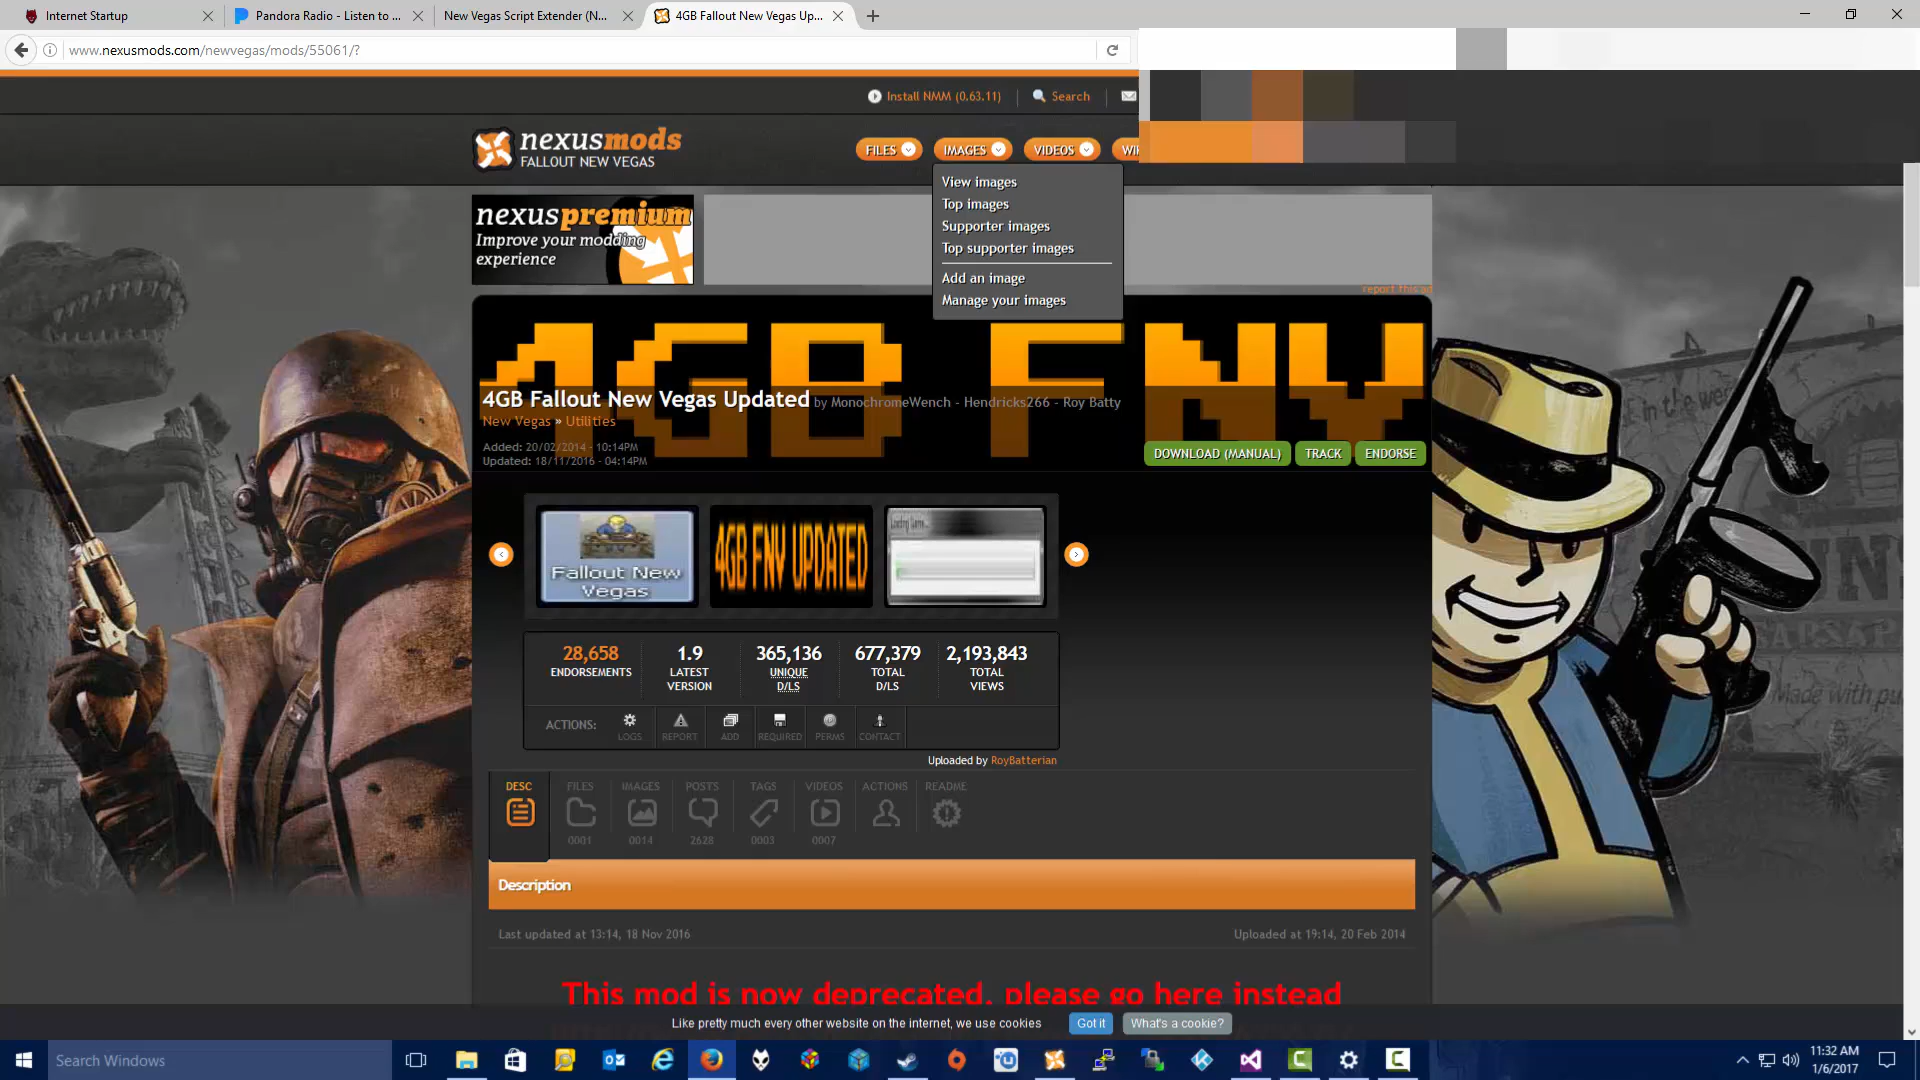 Internet Startup
Pandora Radio - Listen to ...
New Vegas Script Extender (N...
4GB Fallout New Vegas Up...
www.nexusmods.com/newvegas/mods/55061/?
Install NMM (0.63.11)
Search
nexusmods
FALLOUT NEW VEGAS
FILES
IMAGES
VIDEOS
View images
Top images
Supporter images
Top supporter images
Add an image
Manage your images
nexuspremium
Improve your modding
experience
report this ad
4GB FNV
4GB Fallout New Vegas Updated by MonochromeWench - Hendricks266 - Roy Batty
New Vegas » Utilities
Added: 20/02/2014 - 10:14PM
Updated: 18/11/2016 - 04:14PM
DOWNLOAD (MANUAL)
TRACK
ENDORSE
Fallout New
Vegas
4GB FNV UPDATED
Loading Game...
28,658
ENDORSEMENTS
1.9
LATEST
VERSION
365,136
UNIQUE
D/LS
677,379
TOTAL
D/LS
2,193,843
TOTAL
VIEWS
ACTIONS:
LOGS
REPORT
ADD
REQUIRED
PERMS
CONTACT
Uploaded by RoyBatterian
DESC
FILES
0001
IMAGES
0014
POSTS
2628
TAGS
0003
VIDEOS
0007
ACTIONS
README
Description
Last updated at 13:14, 18 Nov 2016
Uploaded at 19:14, 20 Feb 2014
This mod is now deprecated, please go here instead
Like pretty much every other website on the internet, we use cookies
Got it
What's a cookie?
Search Windows
11:32 AM
1/6/2017